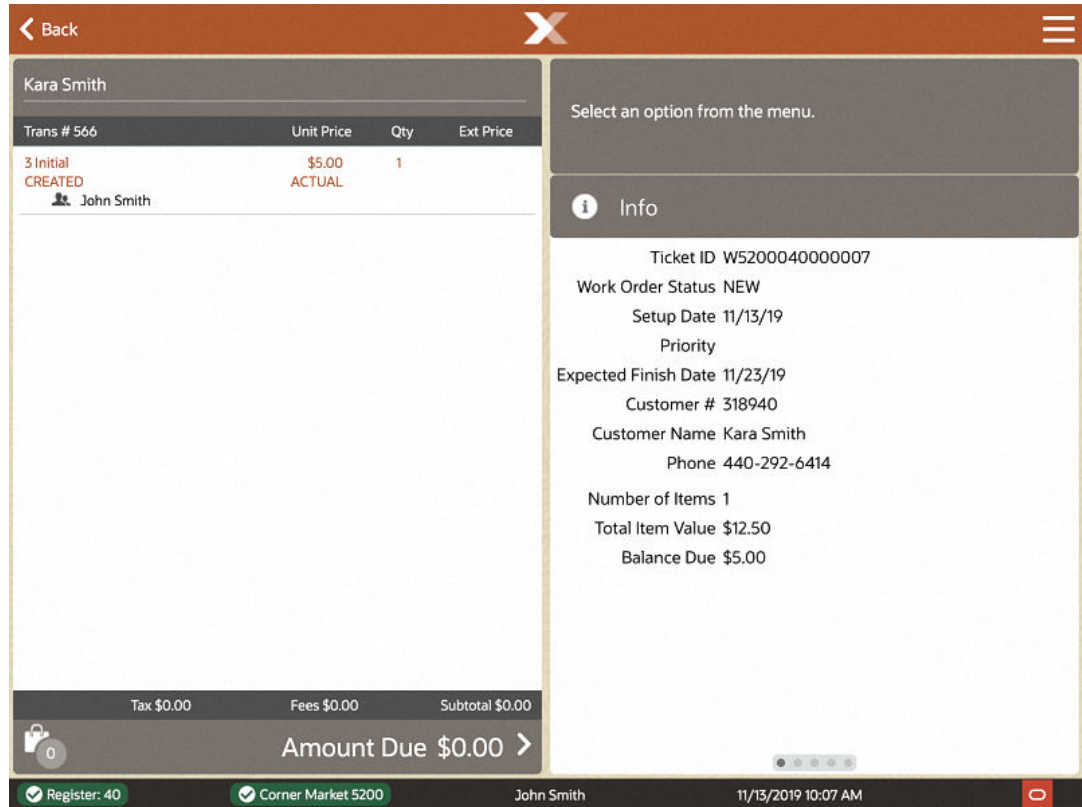 Back
Kara Smith
Trans # 566 Unit Price Qty Ext Price
3 Initial $5.00 1
CREATED ACTUAL
John Smith
Tax $0.00 Fees $0.00 Subtotal $0.00
0 Amount Due $0.00
Select an option from the menu.
Info
Ticket ID W5200040000007
Work Order Status NEW
Setup Date 11/13/19
Priority
Expected Finish Date 11/23/19
Customer # 318940
Customer Name Kara Smith
Phone 440-292-6414
Number of Items 1
Total Item Value $12.50
Balance Due $5.00
Register: 40 Corner Market 5200 John Smith 11/13/2019 10:07 AM